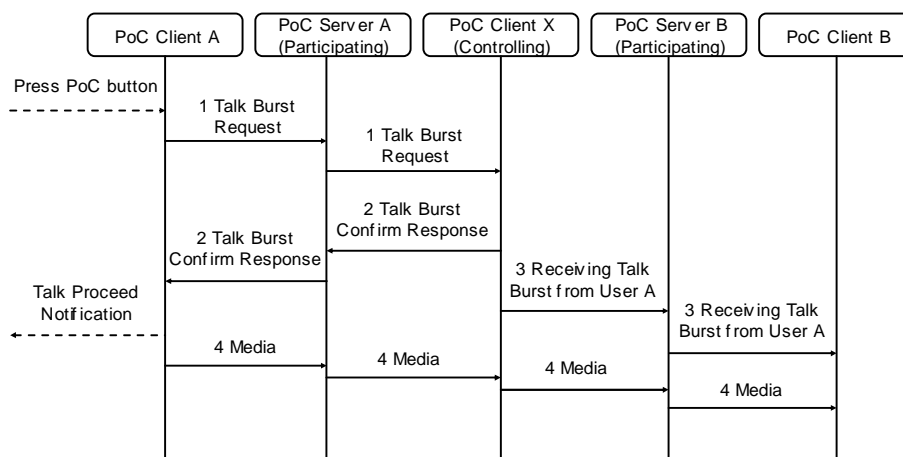 PoC Client A
PoC Server A
(Participating)
PoC Client X
(Controlling)
PoC Server B
(Participating)
PoC Client B
Press PoC button
1 Talk Burst
Request
1 Talk Burst
Request
2 Talk Burst
Confirm Response
2 Talk Burst
Confirm Response
3 Receiving Talk
Burst from User A
Talk Proceed
Notification
3 Receiving Talk
Burst from User A
4 Media
4 Media
4 Media
4 Media